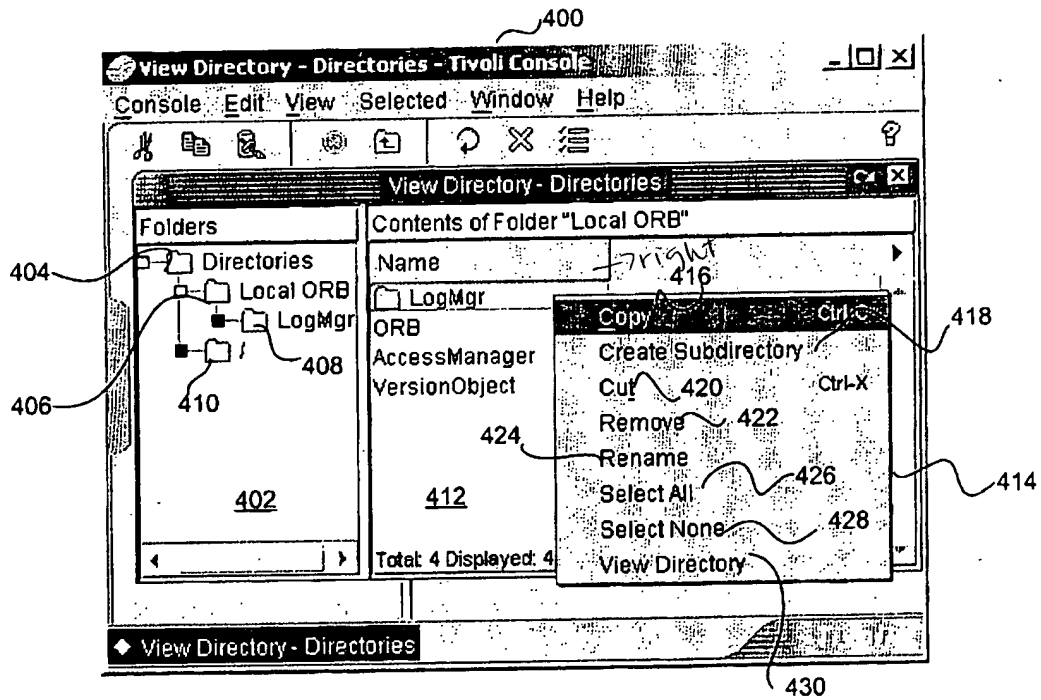 400
View Directory - Directories - Tivoli Console
Console Edit View Selected Window Help
View Directory - Directories
Folders
Contents of Folder "Local ORB"
404
Directories
Name
right
416
Local ORB
LogMgr
Copy Ctrl-C
418
LogMgr
ORB
Create Subdirectory
408
/
AccessManager
Cut 420 Ctrl-X
406
410
VersionObject
Remove 422
424
Rename
426
414
402
412
Select All
Select None 428
Total: 4 Displayed: 4
View Directory
View Directory - Directories
430